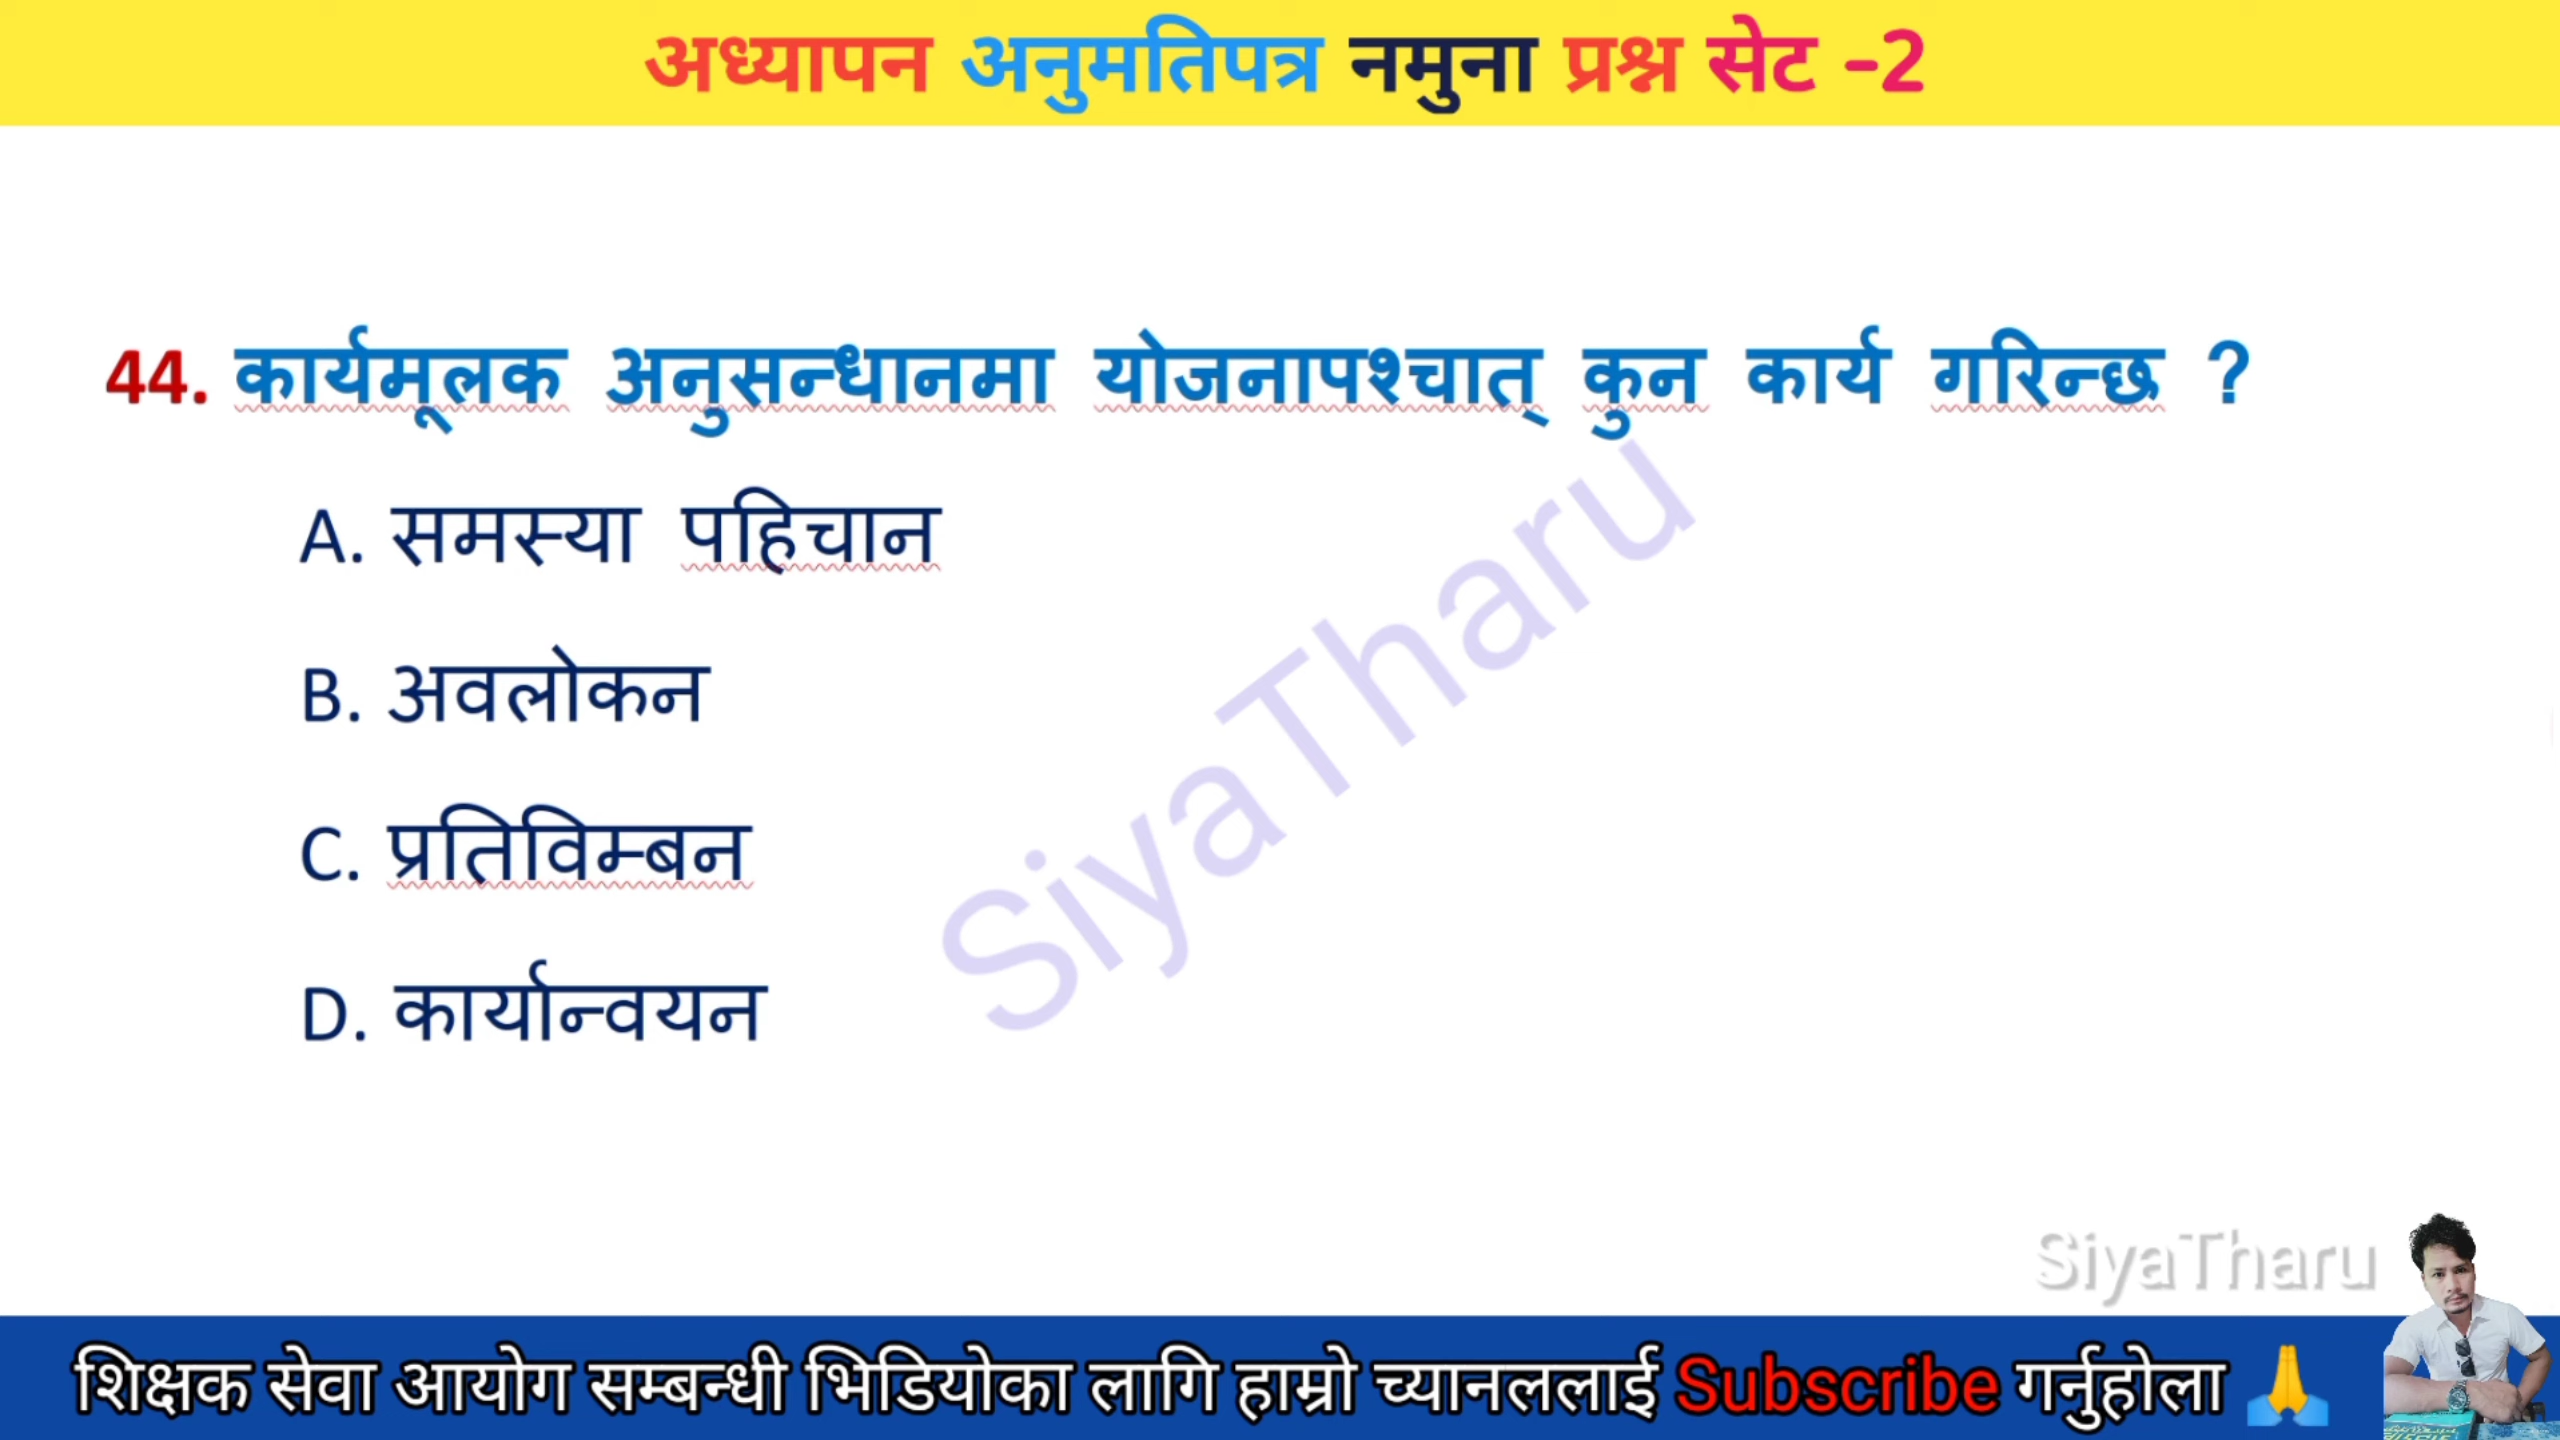 अध्यापन अनुमतिपत्र नमुना प्रश्न सेट -2
44. कार्यमूलक अनुसन्धानमा योजनापश्चात् कुन कार्य गरिन्छ ?
A. समस्या पहिचान
B. अवलोकन
C. प्रतिविम्बन
D. कार्यान्वयन
SiyaTharu
SiyaTharu
शिक्षक सेवा आयोग सम्बन्धी भिडियोका लागि हाम्रो च्यानललाई Subscribe गर्नुहोला 🙏